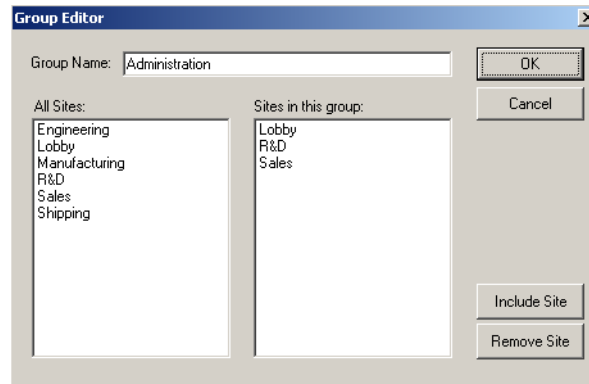 Group Editor
Group Name: Administration
OK
Cancel
All Sites:
Engineering
Lobby
Manufacturing
R&D
Sales
Shipping
Sites in this group:
Lobby
R&D
Sales
Include Site
Remove Site